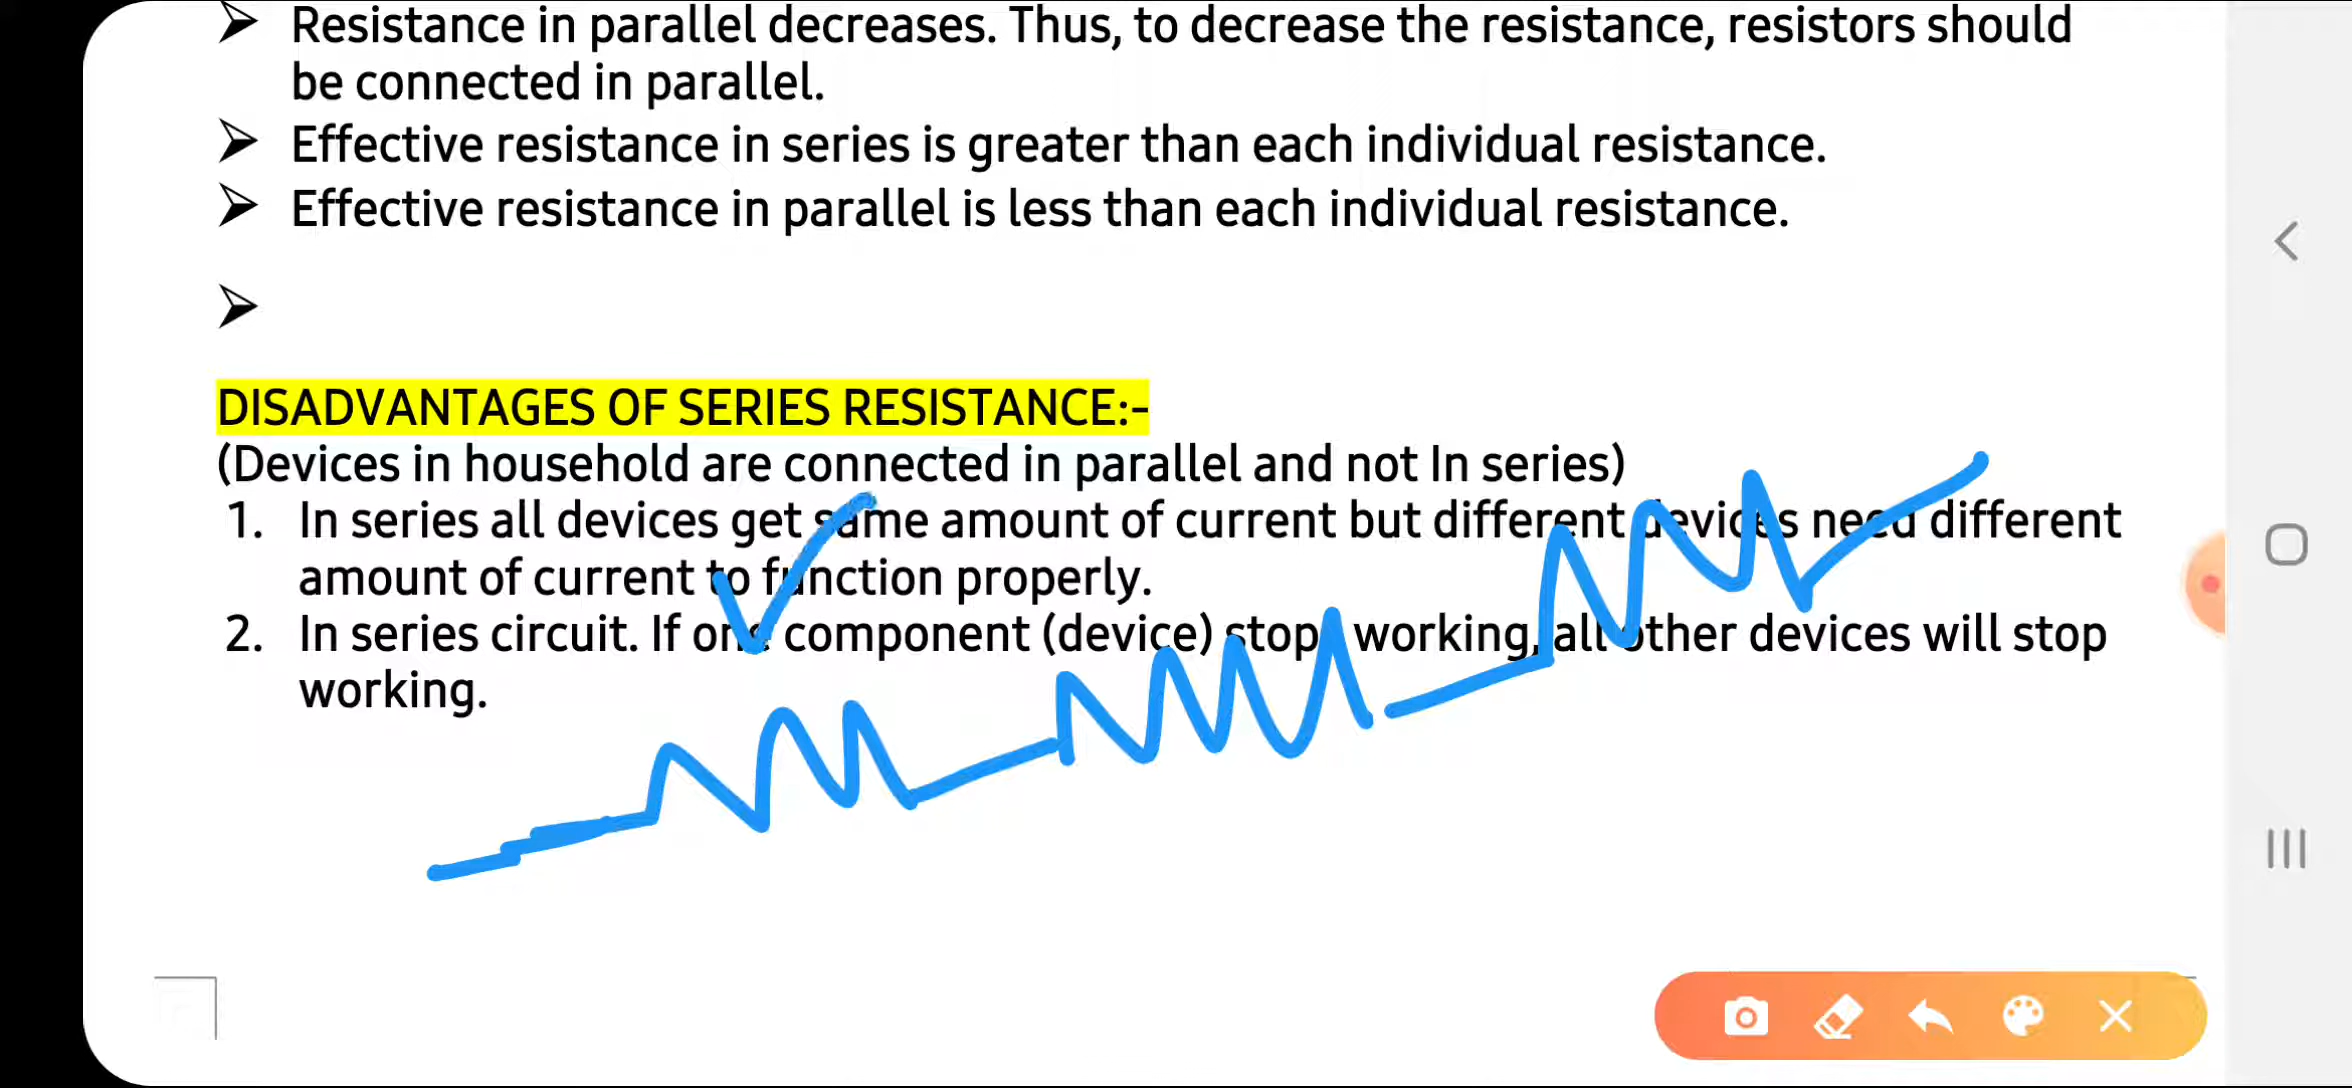 Resistance in parallel decreases. Thus, to decrease the resistance, resistors should
be connected in parallel.
Effective resistance in series is greater than each individual resistance.
Effective resistance in parallel is less than each individual resistance.
DISADVANTAGES OF SERIES RESISTANCE:-
(Devices in household are connected in parallel and not In series)
1. In series all devices get same amount of current but different devices need different
amount of current to function properly.
2. In series circuit. If one component (device) stop working, all other devices will stop
working.